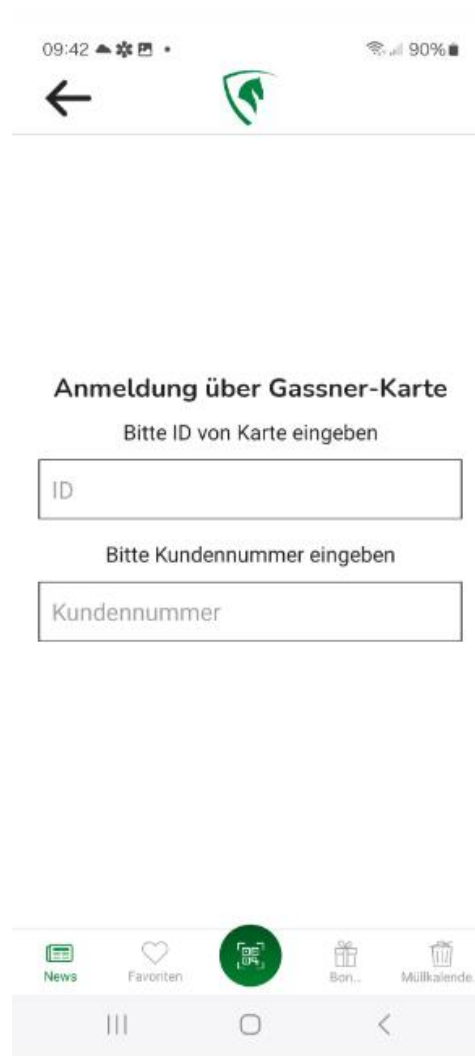 09:42 90%
Anmeldung über Gassner-Karte
Bitte ID von Karte eingeben
ID
Bitte Kundennummer eingeben
Kundennummer
News Favoriten Bon... Müllkalende